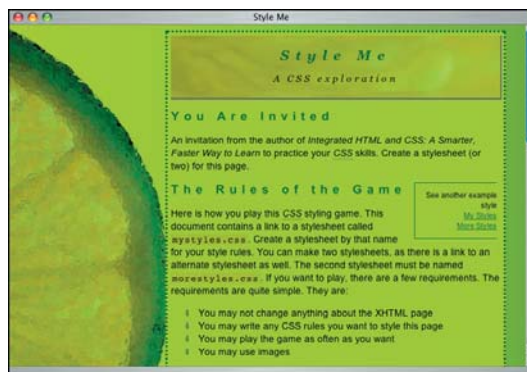 Style Me
Style Me
A CSS exploration
You Are Invited
An invitation from the author of Integrated HTML and CSS: A Smarter,
Faster Way to Learn to practice your CSS skills. Create a stylesheet (or
two) for this page.
The Rules of the Game
See another example
style
My Styles
More Styles
Here is how you play this CSS styling game. This
document contains a link to a stylesheet called
mystyles.css. Create a stylesheet by that name
for your style rules. You can make two stylesheets, as there is a link to an
alternate stylesheet as well. The second stylesheet must be named
morestyles.css. If you want to play, there are a few requirements. The
requirements are quite simple. They are:
You may not change anything about the XHTML page
You may write any CSS rules you want to style this page
You may play the game as often as you want
You may use images